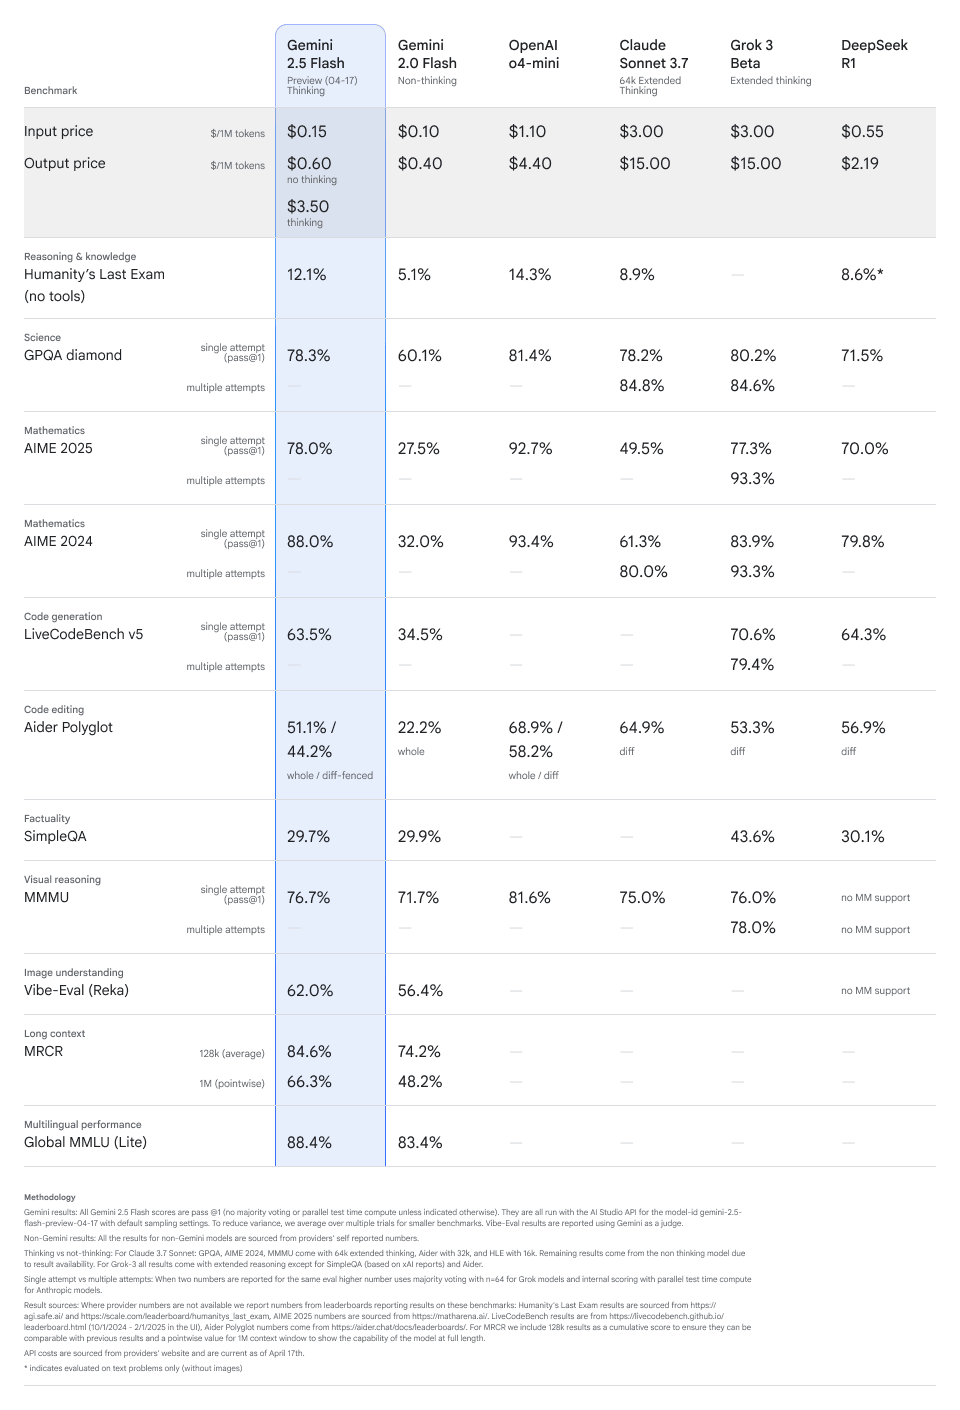 Benchmark
Gemini 2.5 Flash Preview (04-17) Thinking
Gemini 2.0 Flash Non-thinking
OpenAI o4-mini
Claude Sonnet 3.7 64k Extended Thinking
Grok 3 Beta Extended thinking
DeepSeek R1
Input price $/1M tokens $0.15 $0.10 $1.10 $3.00 $3.00 $0.55
Output price $/1M tokens $0.60 $0.40 $4.40 $15.00 $15.00 $2.19
no thinking
$3.50
thinking
Reasoning & knowledge
Humanity's Last Exam 12.1% 5.1% 14.3% 8.9% — 8.6%*
(no tools)
Science
GPQA diamond single attempt (pass@1) 78.3% 60.1% 81.4% 78.2% 80.2% 71.5%
multiple attempts — — — 84.8% 84.6% —
Mathematics
AIME 2025 single attempt (pass@1) 78.0% 27.5% 92.7% 49.5% 77.3% 70.0%
multiple attempts — — — — 93.3% —
Mathematics
AIME 2024 single attempt (pass@1) 88.0% 32.0% 93.4% 61.3% 83.9% 79.8%
multiple attempts — — — 80.0% 93.3% —
Code generation
LiveCodeBench v5 single attempt (pass@1) 63.5% 34.5% — — 70.6% 64.3%
multiple attempts — — — — 79.4% —
Code editing
Aider Polyglot 51.1% / 22.2% 68.9% / 64.9% 53.3% 56.9%
44.2% whole 58.2% diff diff diff
whole / diff-fenced whole / diff
Factuality
SimpleQA 29.7% 29.9% — — 43.6% 30.1%
Visual reasoning
MMMU single attempt (pass@1) 76.7% 71.7% 81.6% 75.0% 76.0% no MM support
multiple attempts — — — — 78.0% no MM support
Image understanding
Vibe-Eval (Reka) 62.0% 56.4% — — — no MM support
Long context
MRCR 128k (average) 84.6% 74.2% — — — —
1M (pointwise) 66.3% 48.2% — — — —
Multilingual performance
Global MMLU (Lite) 88.4% 83.4% — — — —
Methodology
Gemini results: All Gemini 2.5 Flash scores are pass @1 (no majority voting or parallel test time compute unless indicated otherwise). They are all run with the AI Studio API for the model-id gemini-2.5-
flash-preview-04-17 with default sampling settings. To reduce variance, we average over multiple trials for smaller benchmarks. Vibe-Eval results are reported using Gemini as a judge.
Non-Gemini results: All the results for non-Gemini models are sourced from providers' self reported numbers.
Thinking vs not-thinking: For Claude 3.7 Sonnet: GPQA, AIME 2024, MMMU come with 64k extended thinking, Aider with 32k, and HLE with 16k. Remaining results come from the non thinking model due
to result availability. For Grok-3 all results come with extended reasoning except for SimpleQA (based on xAI reports) and Aider.
Single attempt vs multiple attempts: When two numbers are reported for the same eval higher number uses majority voting with n=64 for Grok models and internal scoring with parallel test time compute
for Anthropic models.
Result sources: Where provider numbers are not available we report numbers from leaderboards reporting results on these benchmarks: Humanity's Last Exam results are sourced from https://
agi.safe.ai/ and https://scale.com/leaderboard/humanitys_last_exam, AIME 2025 numbers are sourced from https://matharena.ai/. LiveCodeBench results are from https://livecodebench.github.io/
leaderboard.html (10/1/2024 - 2/1/2025 in the UI), Aider Polyglot numbers come from https://aider.chat/docs/leaderboards/. For MRCR we include 128k results as a cumulative score to ensure they can be
comparable with previous results and a pointwise value for 1M context window to show the capability of the model at full length.
API costs are sourced from providers' website and are current as of April 17th.
* indicates evaluated on text problems only (without images)